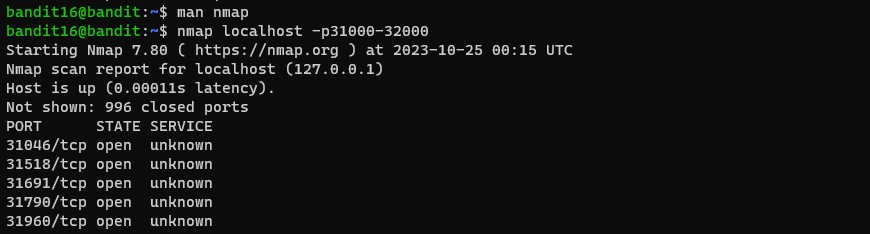 bandit16@bandit:~$ man nmap
bandit16@bandit:~$ nmap localhost -p31000-32000
Starting Nmap 7.80 ( https://nmap.org ) at 2023-10-25 00:15 UTC
Nmap scan report for localhost (127.0.0.1)
Host is up (0.00011s latency).
Not shown: 996 closed ports
PORT      STATE SERVICE
31046/tcp open  unknown
31518/tcp open  unknown
31691/tcp open  unknown
31790/tcp open  unknown
31960/tcp open  unknown